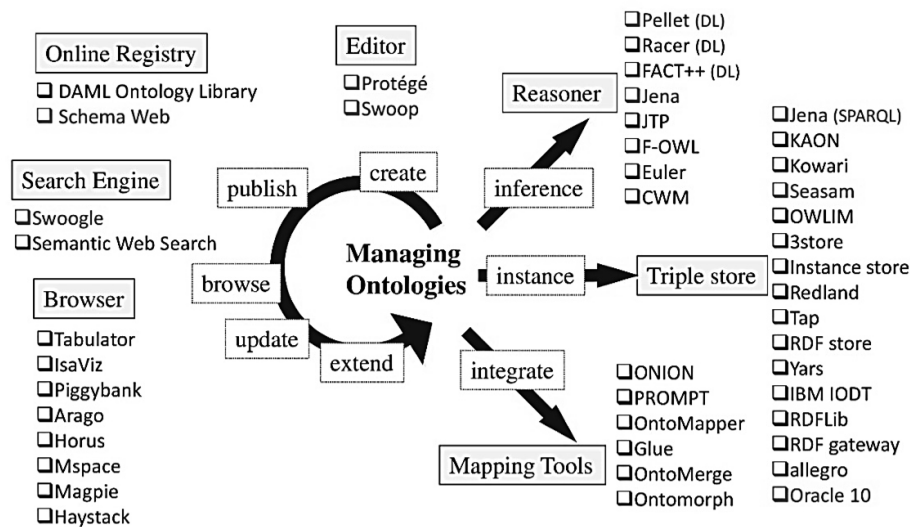 Online Registry
❑ DAML Ontology Library
❑ Schema Web
Editor
❑Protégé
❑Swoop
Reasoner
❑Pellet (DL)
❑Racer (DL)
❑FACT++ (DL)
❑Jena
❑JTP
❑F-OWL
❑Euler
❑CWM
Search Engine
❑Swoogle
❑Semantic Web Search
Browser
❑Tabulator
❑IsaViz
❑Piggybank
❑Arago
❑Horus
❑Mspace
❑Magpie
❑Haystack
create
publish
browse
update
extend
Managing
Ontologies
inference
instance
integrate
Triple store
❑Jena (SPARQL)
❑KAON
❑Kowari
❑Seasam
❑OWLIM
❑3store
❑Instance store
❑Redland
❑Tap
❑RDF store
❑Yars
❑IBM IODT
❑RDFLib
❑RDF gateway
❑allegro
❑Oracle 10
Mapping Tools
❑ONION
❑PROMPT
❑OntoMapper
❑Glue
❑OntoMerge
❑Ontomorph